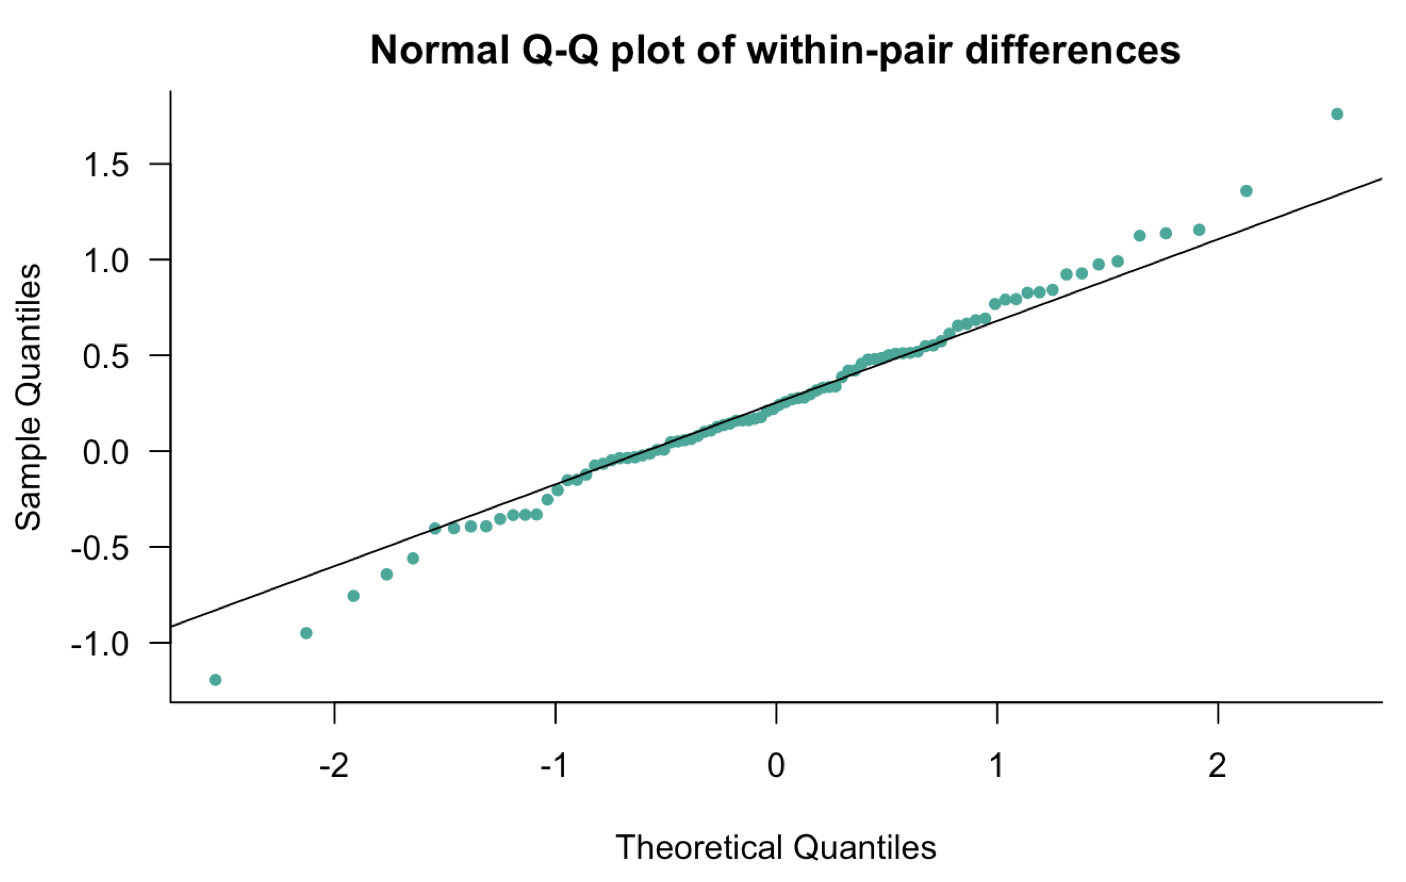 Normal Q-Q plot of within-pair differences
Sample Quantiles
1.5
1.0
0.5
0.0
-0.5
-1.0
-2 -1 0 1 2
Theoretical Quantiles